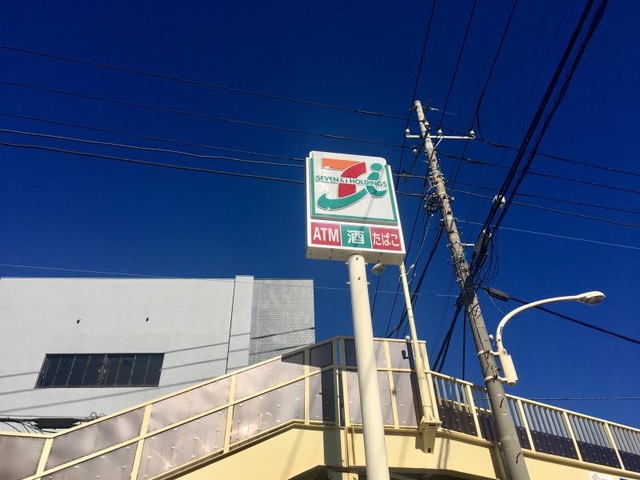 SEVEN & i HOLDINGS
ATM 酒 たばこ